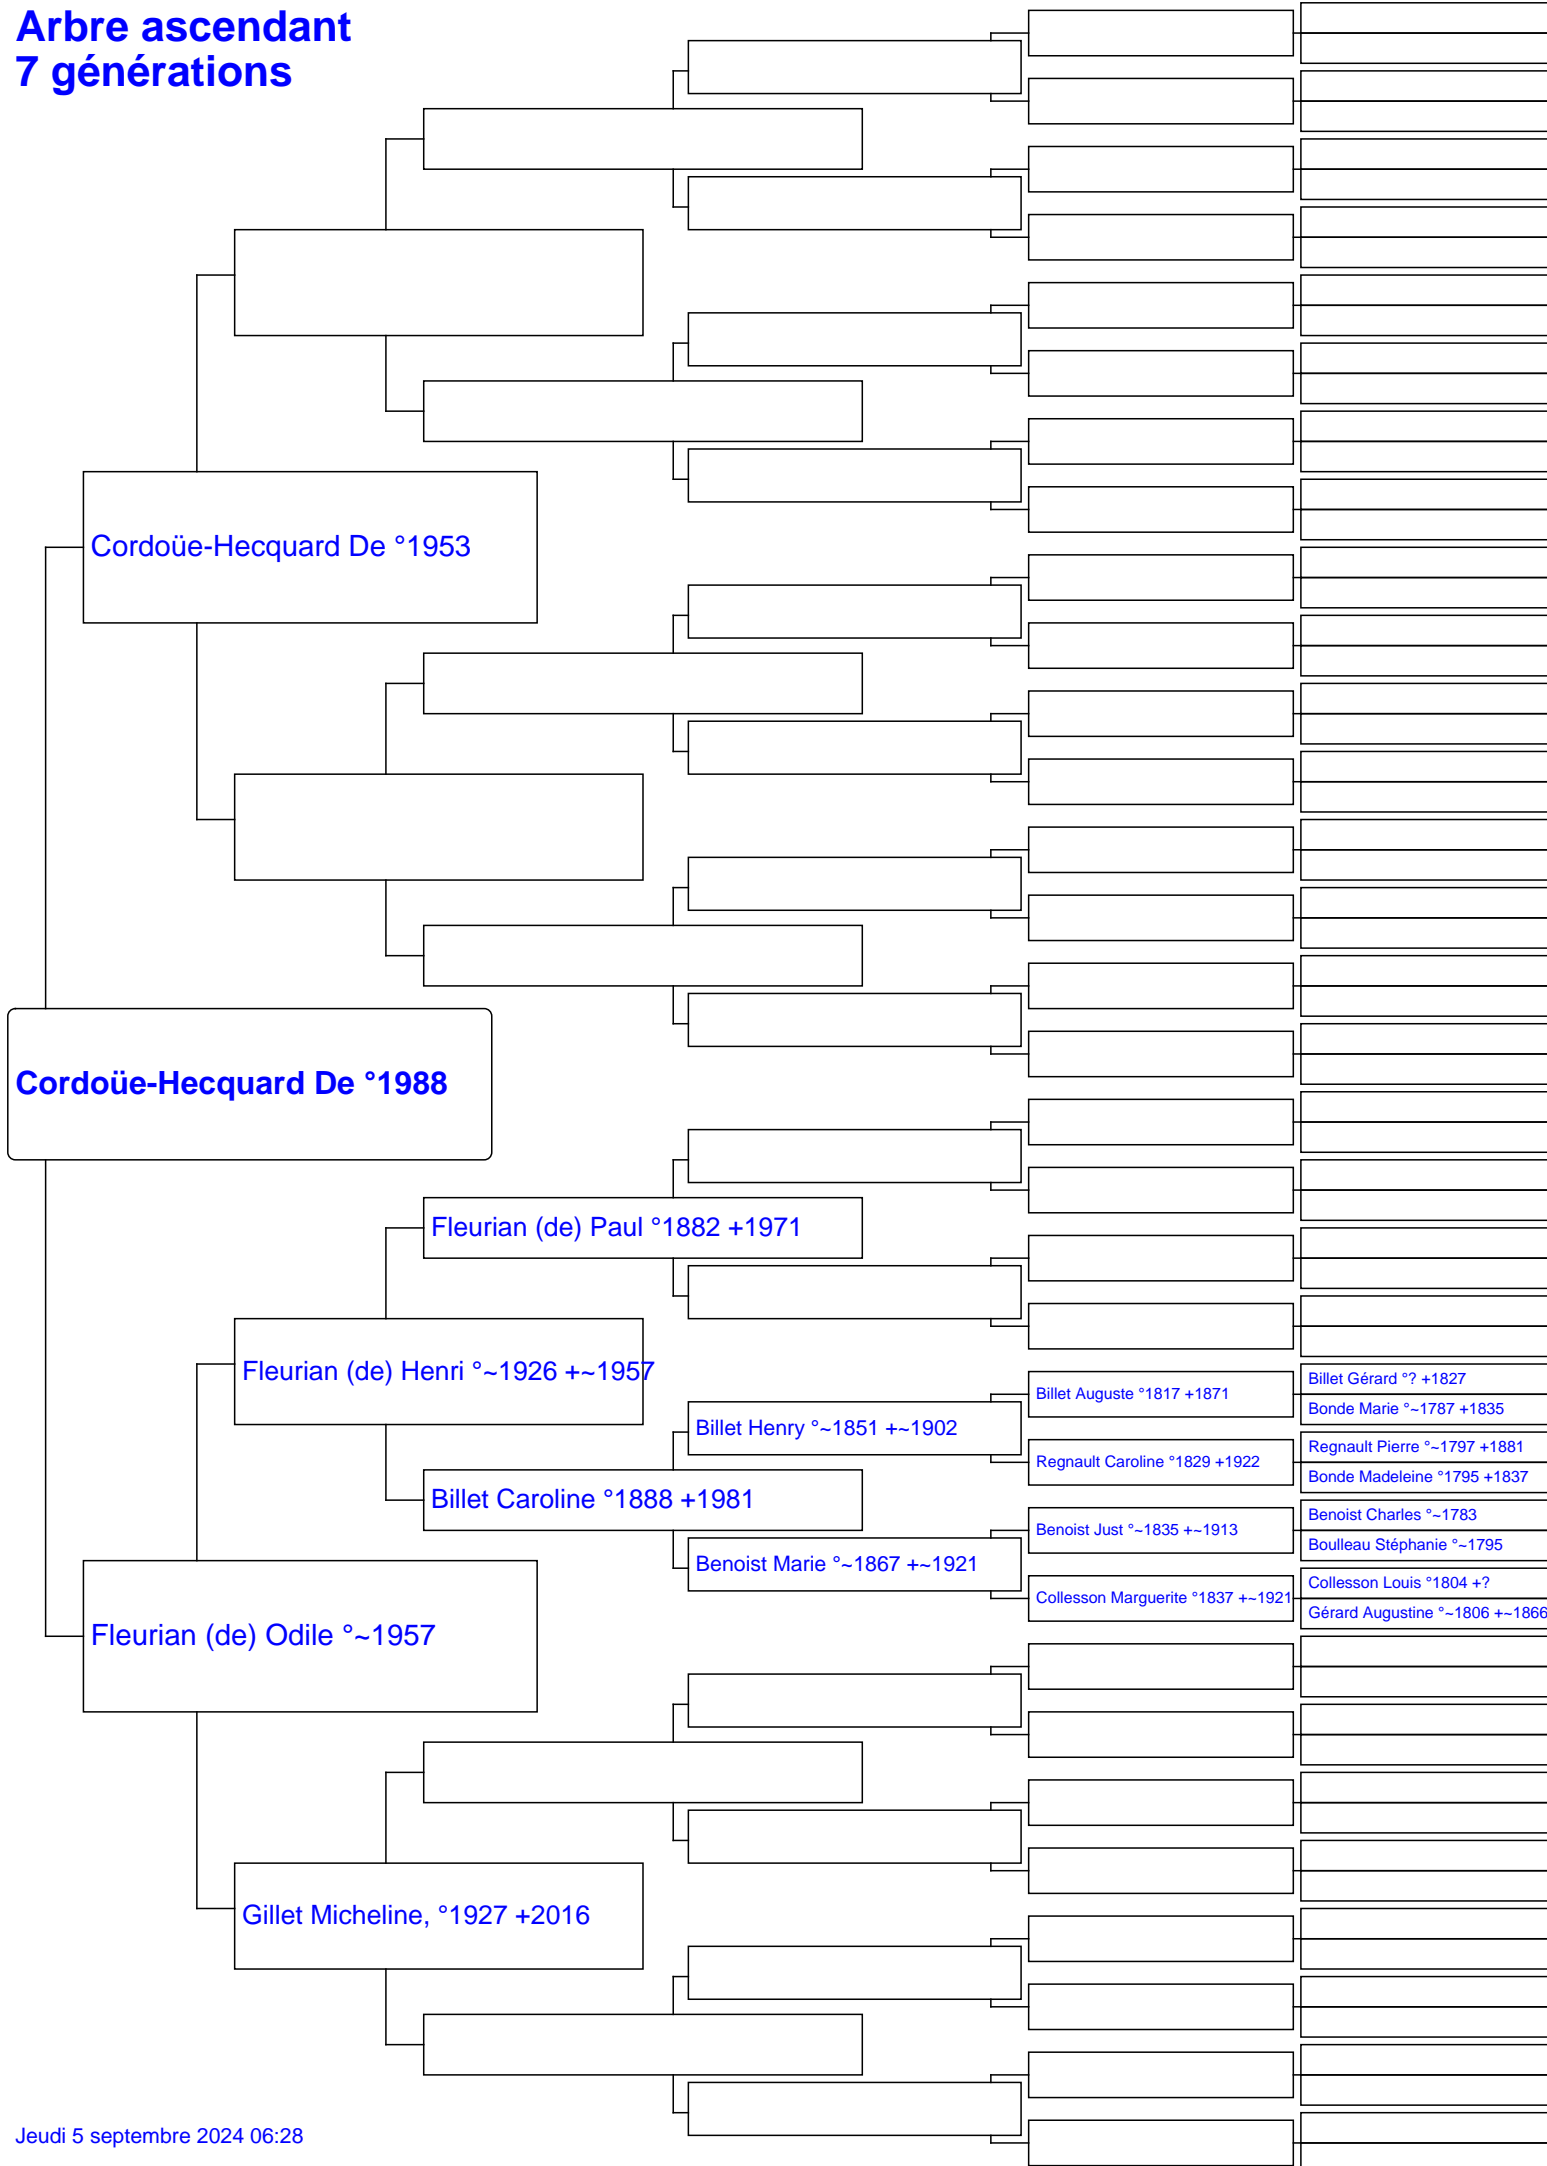 Arbre ascendant
7 générations
Cordoüe-Hecquard De °1953
Cordoüe-Hecquard De °1988
Fleurian (de) Paul °1882 +1971
Fleurian (de) Henri °~1926 +~1957
Billet Gérard °? +1827
Billet Auguste °1817 +1871
Bonde Marie °~1787 +1835
Billet Henry °~1851 +~1902
Regnault Pierre °~1797 +1881
Regnault Caroline °1829 +1922
Bonde Madeleine °1795 +1837
Billet Caroline °1888 +1981
Benoist Charles °~1783
Benoist Just °~1835 +~1913
Boulleau Stéphanie °~1795
Benoist Marie °~1867 +~1921
Collesson Louis °1804 +?
Collesson Marguerite °1837 +~1921
Gérard Augustine °~1806 +~1866
Fleurian (de) Odile °~1957
Gillet Micheline, °1927 +2016
Jeudi 5 septembre 2024 06:28